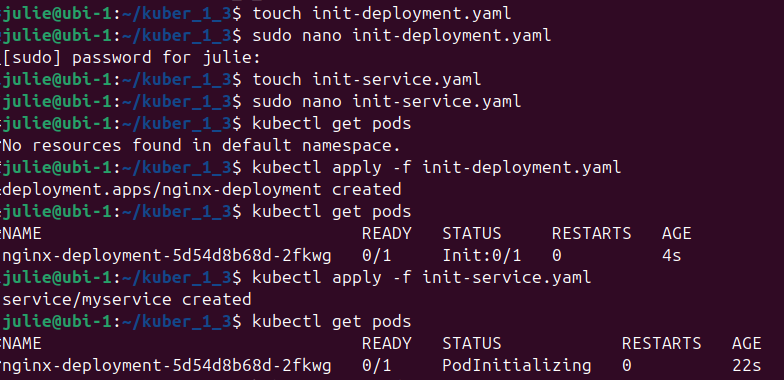 julie@ubi-1:~/kuber_1_3$ touch init-deployment.yaml
julie@ubi-1:~/kuber_1_3$ sudo nano init-deployment.yaml
[sudo] password for julie:
julie@ubi-1:~/kuber_1_3$ touch init-service.yaml
julie@ubi-1:~/kuber_1_3$ sudo nano init-service.yaml
julie@ubi-1:~/kuber_1_3$ kubectl get pods
No resources found in default namespace.
julie@ubi-1:~/kuber_1_3$ kubectl apply -f init-deployment.yaml
deployment.apps/nginx-deployment created
julie@ubi-1:~/kuber_1_3$ kubectl get pods
NAME READY STATUS RESTARTS AGE
nginx-deployment-5d54d8b68d-2fkwg 0/1 Init:0/1 0 4s
julie@ubi-1:~/kuber_1_3$ kubectl apply -f init-service.yaml
service/myservice created
julie@ubi-1:~/kuber_1_3$ kubectl get pods
NAME READY STATUS RESTARTS AGE
nginx-deployment-5d54d8b68d-2fkwg 0/1 PodInitializing 0 22s